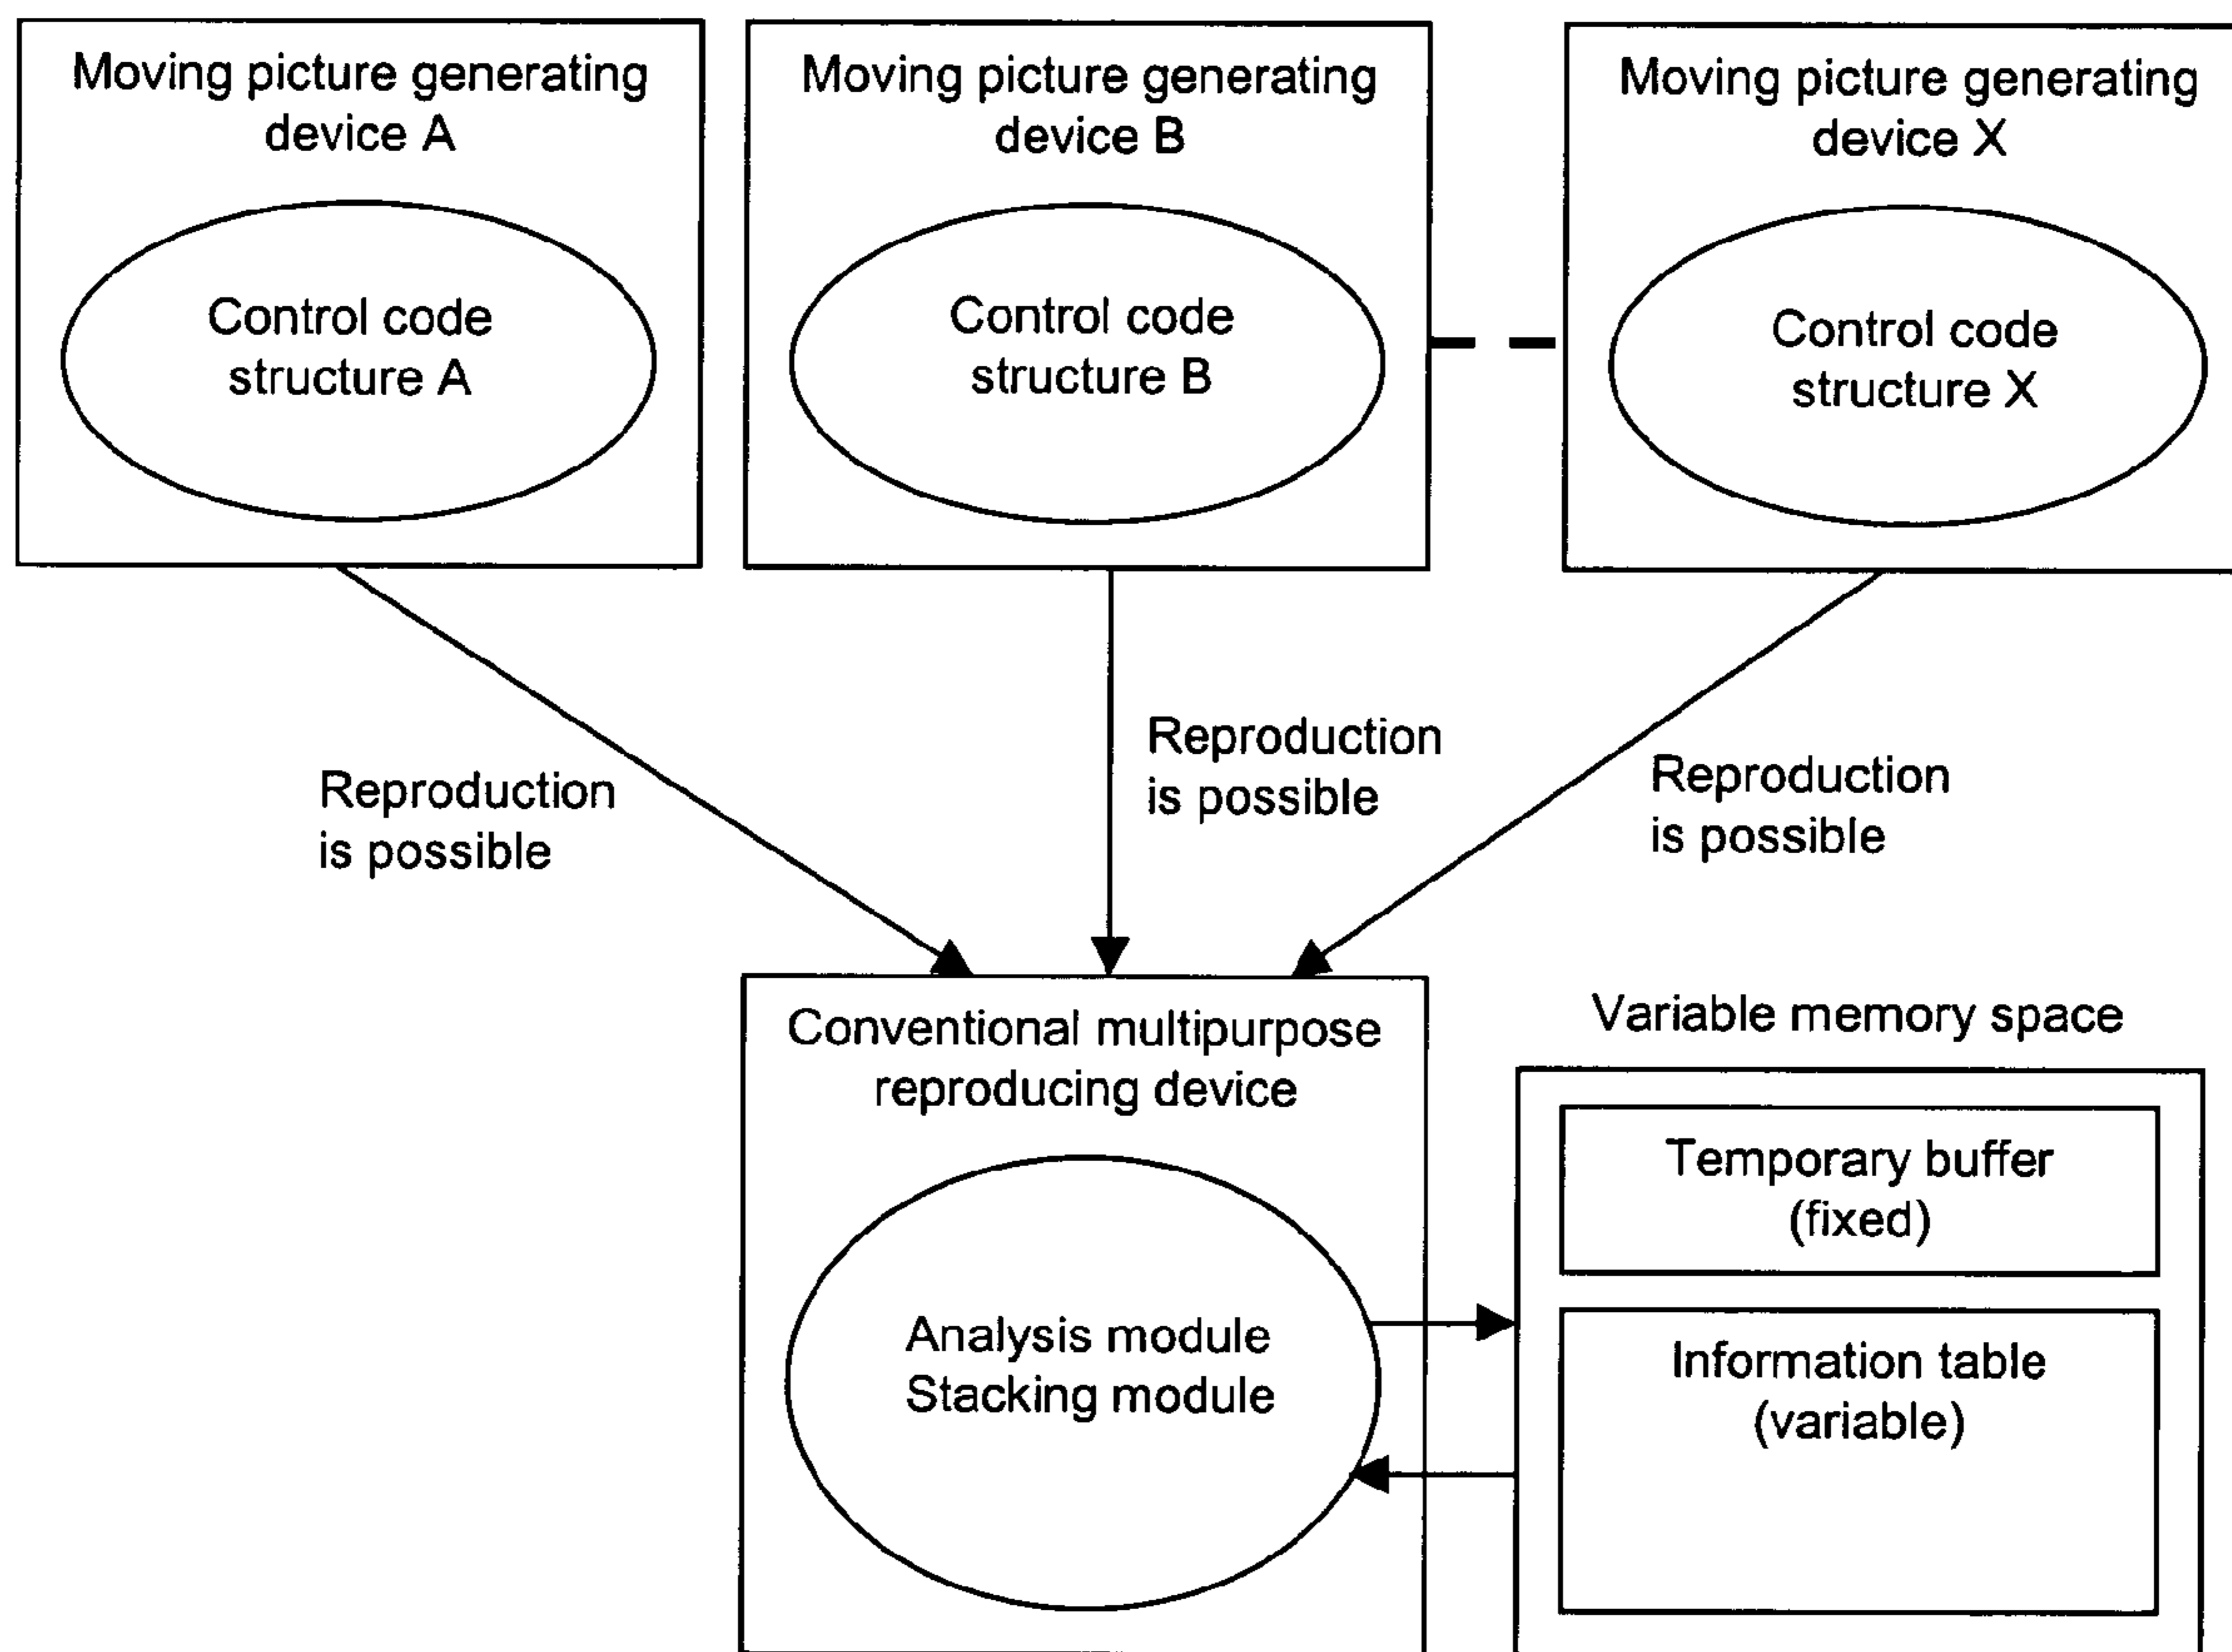 Moving picture generating
device A
Control code
structure A
Moving picture generating
device B
Control code
structure B
Moving picture generating
device X
Control code
structure X
Reproduction
is possible
Reproduction
is possible
Reproduction
is possible
Conventional multipurpose
reproducing device
Analysis module
Stacking module
Variable memory space
Temporary buffer
(fixed)
Information table
(variable)